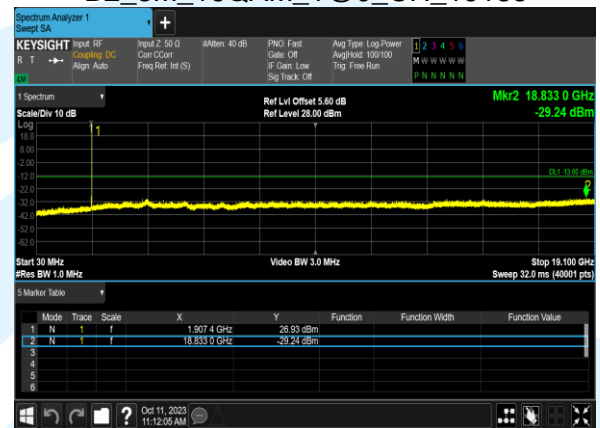 Spectrum Analyzer 1
Swept SA
KEYSIGHT
R T
LXI
Input: RF
Coupling: DC
Align: Auto
Input Z: 50 Ω
Corr CCorr
Freq Ref: Int (S)
#Atten: 40 dB
PNO: Fast
Gate: Off
IF Gain: Low
Sig Track: Off
Avg Type: Log-Power
Avg|Hold: 100/100
Trig: Free Run
1 2 3 4 5 6
M W W W W W
P N N N N N
1 Spectrum
Scale/Div 10 dB
Ref Lvl Offset 5.60 dB
Ref Level 28.00 dBm
Mkr2 18.833 0 GHz
-29.24 dBm
Log
18.0
8.00
-2.00
-12.0
-22.0
-32.0
-42.0
-52.0
-62.0
1
DL1 -13.00 dBm
2
Start 30 MHz
#Res BW 1.0 MHz
Video BW 3.0 MHz
Stop 19.100 GHz
Sweep 32.0 ms (40001 pts)
5 Marker Table
Mode Trace Scale X Y Function Function Width Function Value
1 N 1 f 1.907 4 GHz 26.93 dBm
2 N 1 f 18.833 0 GHz -29.24 dBm
3
4
5
6
Oct 11, 2023
11:12:05 AM